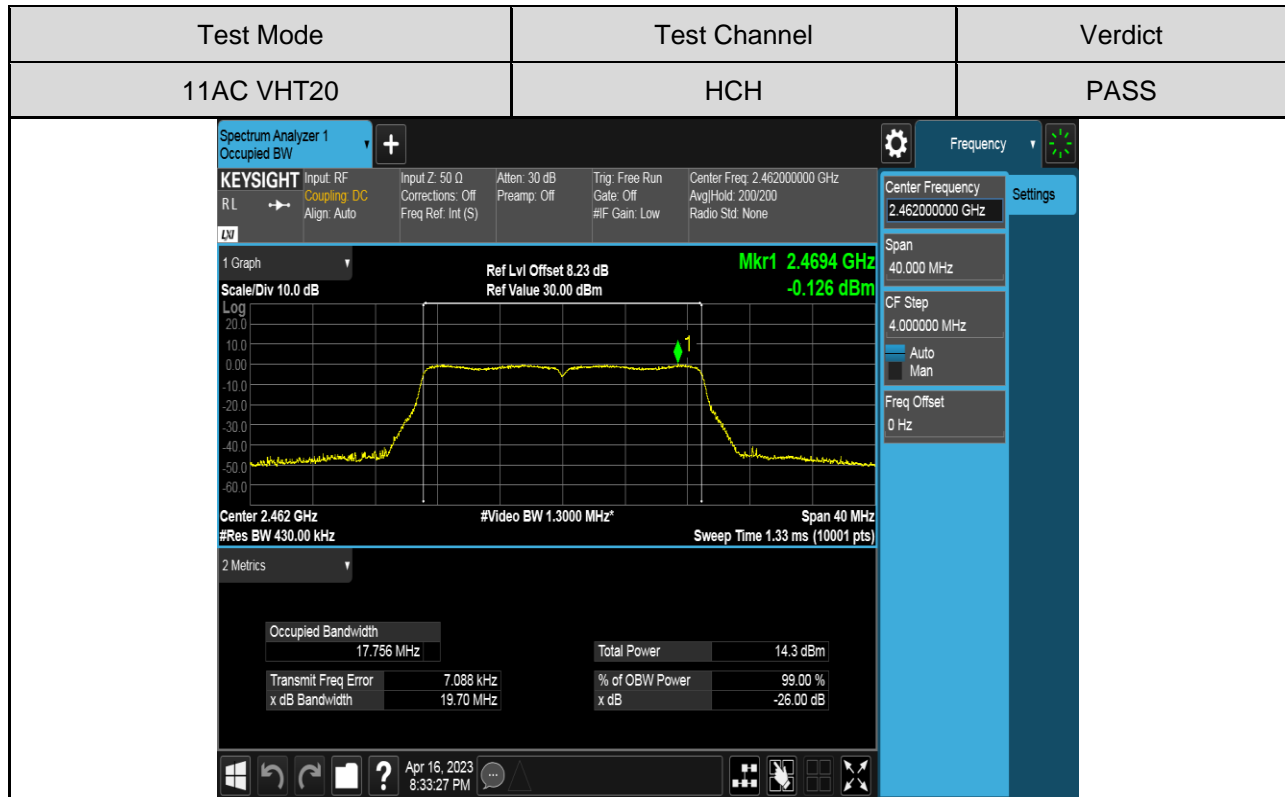 Test Mode Test Channel Verdict
11AC VHT20 HCH PASS
Spectrum Analyzer 1
Occupied BW
+
Frequency
KEYSIGHT Input: RF Input Z: 50 Ω Atten: 30 dB Trig: Free Run Center Freq: 2.462000000 GHz
R L Coupling: DC Corrections: Off Preamp: Off Gate: Off Avg|Hold: 200/200
Align: Auto Freq Ref: Int (S) #IF Gain: Low Radio Std: None
LXI
Center Frequency
2.462000000 GHz
Settings
Span
40.000 MHz
CF Step
4.000000 MHz
Auto
Man
Freq Offset
0 Hz
1 Graph Ref Lvl Offset 8.23 dB Mkr1 2.4694 GHz
Scale/Div 10.0 dB Ref Value 30.00 dBm -0.126 dBm
Log
20.0
10.0
1
0.00
-10.0
-20.0
-30.0
-40.0
-50.0
-60.0
Center 2.462 GHz #Video BW 1.3000 MHz* Span 40 MHz
#Res BW 430.00 kHz Sweep Time 1.33 ms (10001 pts)
2 Metrics
Occupied Bandwidth
17.756 MHz Total Power 14.3 dBm
Transmit Freq Error 7.088 kHz % of OBW Power 99.00 %
x dB Bandwidth 19.70 MHz x dB -26.00 dB
? Apr 16, 2023
8:33:27 PM